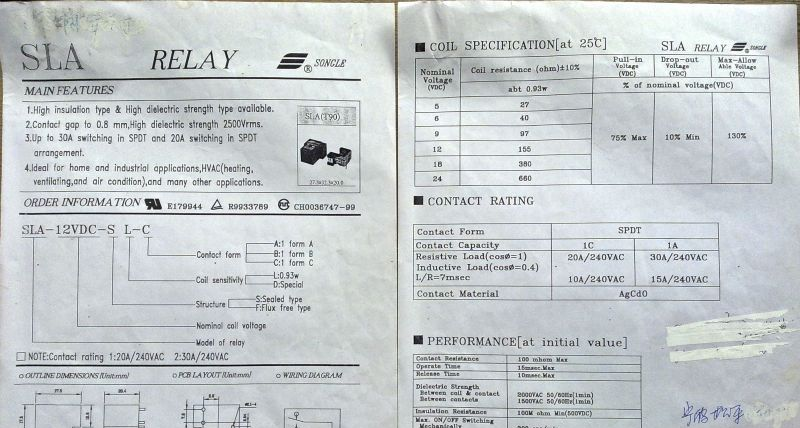 SLA RELAY ® SONGLE
MAIN FEATURES
1.High insulation type & High dielectric strength type available.
2.Contact gap to 0.8 mm,High dielectric strength 2500Vrms.
3.Up to 30A switching in SPDT and 20A switching in SPDT
arrangement.
4.Ideal for home and industrial applications,HVAC(heating,
ventilating,and air condition),and many other applications.
SLA(T90)
27.3x32.3x20.0
ORDER INFORMATION E179944 R9933789 CH0036747-99
SLA-12VDC-S L-C
Contact form
A:1 form A
B:1 form B
C:1 form C
Coil sensitivity
L:0.93w
D:Special
Structure
S:Sealed type
F:Flux free type
Nominal coil voltage
Model of relay
NOTE:Contact rating 1:20A/240VAC 2:30A/240VAC
OUTLINE DIMENSIONS (Unit:mm) PCB LAYOUT (Unit:mm) WIRING DIAGRAM
COIL SPECIFICATION[at 25℃] SLA RELAY ® SONGLE
Nominal Voltage (VDC) Coil resistance (ohm)±10% Pull-in Voltage (VDC) Drop-out Voltage (VDC) Max-Allow Able Voltage (VDC)
abt 0.93w % of nominal voltage(VDC)
5 27
6 40
9 97
12 155
18 380
24 660
75% Max 10% Min 130%
CONTACT RATING
Contact Form SPDT
Contact Capacity 1C 1A
Resistive Load(cosø=1) 20A/240VAC 30A/240VAC
Inductive Load(cosø=0.4)
L/R=7msec 10A/240VAC 15A/240VAC
Contact Material AgCdO
PERFORMANCE[at initial value]
Contact Resistance 100 mhom Max
Operate Time 15msec.Max
Release Time 10msec.Max
Dielectric Strength
Between coil & contact 2000VAC 50/60Hz(1min)
Between contacts 1500VAC 50/60Hz(1min)
Insulation Resistance 100M ohm Min(500VDC)
Max. ON/OFF Switching
Mechanically